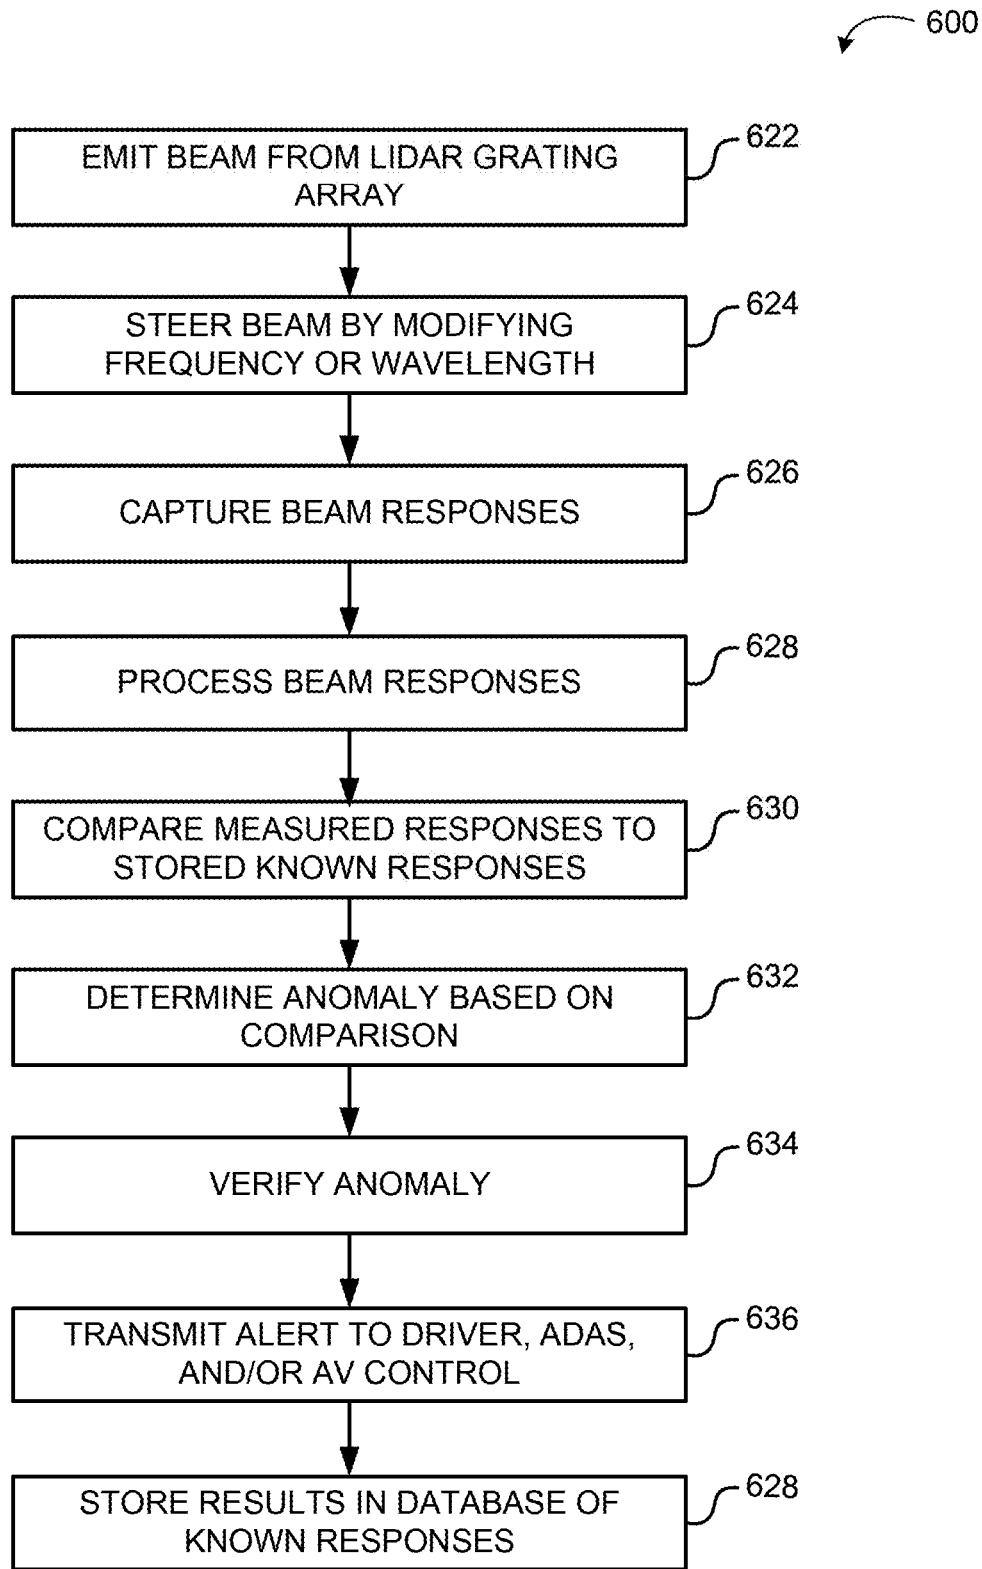 600
EMIT BEAM FROM LIDAR GRATING
ARRAY
622
STEER BEAM BY MODIFYING
FREQUENCY OR WAVELENGTH
624
CAPTURE BEAM RESPONSES
626
PROCESS BEAM RESPONSES
628
COMPARE MEASURED RESPONSES TO
STORED KNOWN RESPONSES
630
DETERMINE ANOMALY BASED ON
COMPARISON
632
VERIFY ANOMALY
634
TRANSMIT ALERT TO DRIVER, ADAS,
AND/OR AV CONTROL
636
STORE RESULTS IN DATABASE OF
KNOWN RESPONSES
628